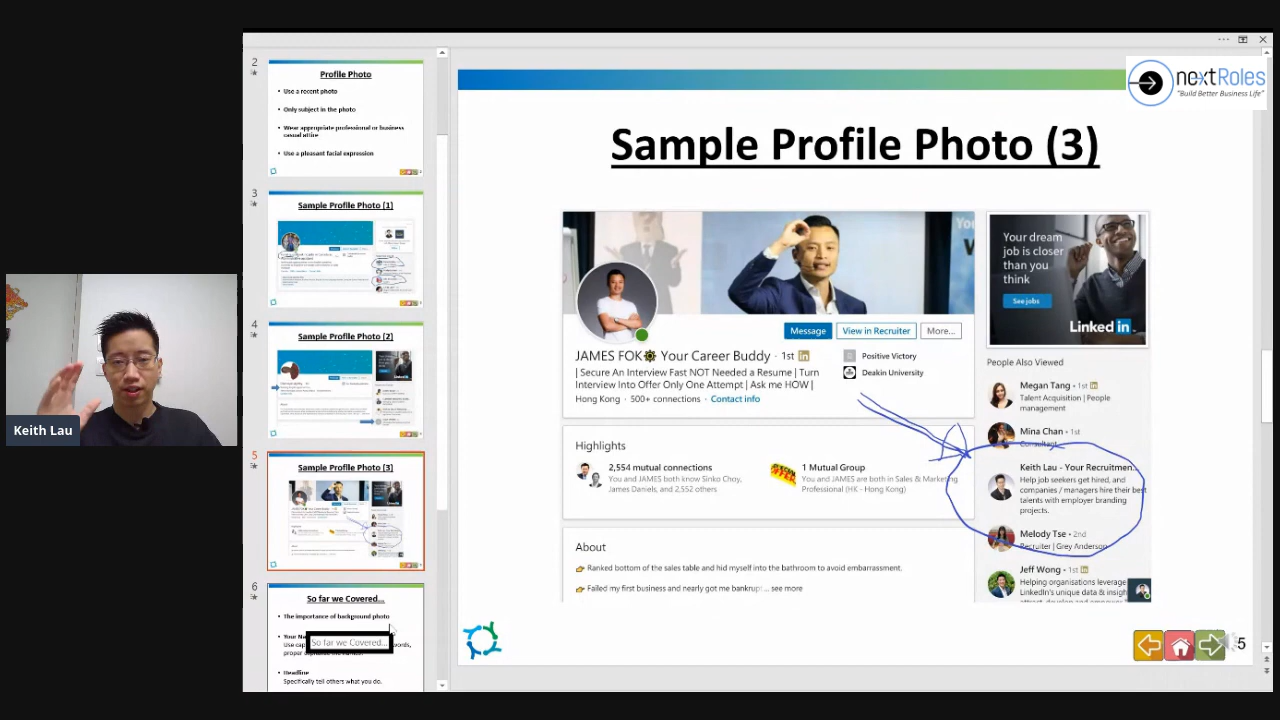 2
Profile Photo
• Use a recent photo
• Only subject in the photo
• Wear appropriate professional or business
casual attire
• Use a pleasant facial expression
3
Sample Profile Photo (1)
4
Sample Profile Photo (2)
5
Sample Profile Photo (3)
6
So far we Covered...
• The importance of background photo
So far we Covered...
• Headline
Specifically tell others what you do.
Keith Lau
nextRoles
"Build Better Business Life"
Sample Profile Photo (3)
Message
View in Recruiter
More...
JAMES FOK Your Career Buddy · 1st in
| Secure An Interview Fast NOT Needed a Resume | Turn
Interview Into Offer Only One Attempt | Ask me HOW |
Hong Kong · 500+ connections · Contact info
Positive Victory
Deakin University
Highlights
2,554 mutual connections
You and JAMES both know Sinko Choy,
James Daniels, and 2,552 others
1 Mutual Group
You and JAMES are both in Sales & Marketing
Professional (HK - Hong Kong)
About
Ranked bottom of the sales table and hid myself into the bathroom to avoid embarrassment.
Failed my first business and nearly got me bankrupt... see more
Your dream
job is closer
than you
think
See jobs
Linked in
People Also Viewed
Megan Tang • 1st in
Talent Acquisition | People
management
Mina Chan • 1st
Consultant
Keith Lau - Your Recruitmen...
Help job seekers get hired, and
companies / managers hire their best
talents with employer branding
projects.
Melody Tse • 2nd
Recruiter | Grey Anderson
Jeff Wong • 1st in
Helping organisations leverage
LinkedIn's unique data & insigh
5